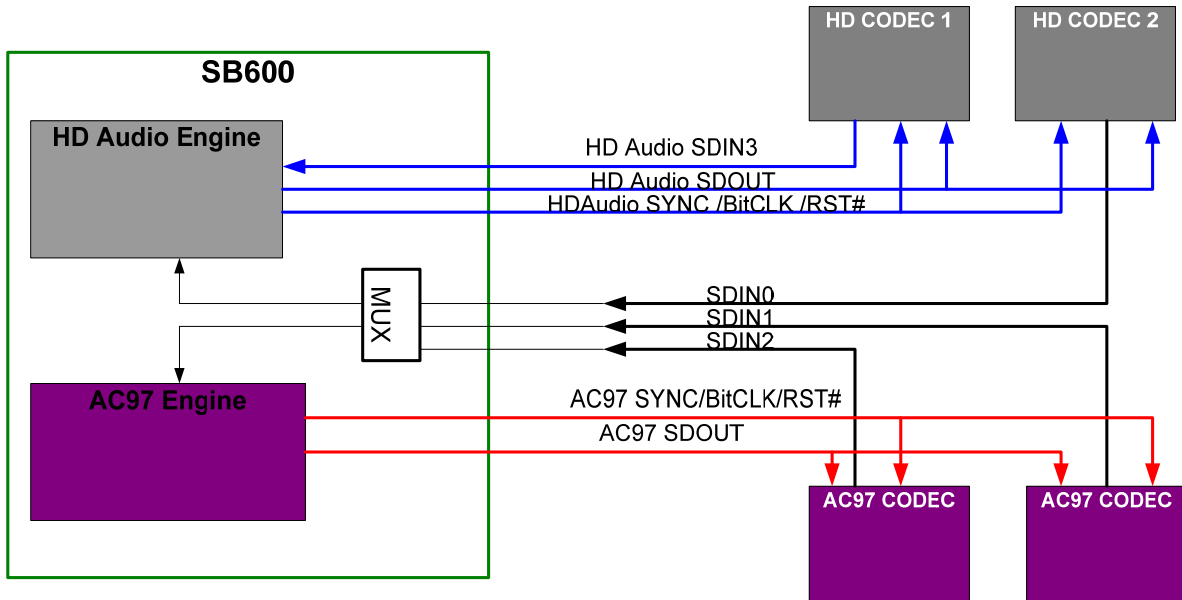 HD CODEC 1
HD CODEC 2
SB600
HD Audio Engine
HD Audio SDIN3
HD Audio SDOUT
HDAudio SYNC /BitCLK /RST#
MUX
SDIN0
SDIN1
SDIN2
AC97 Engine
AC97 SYNC/BitCLK/RST#
AC97 SDOUT
AC97 CODEC
AC97 CODEC